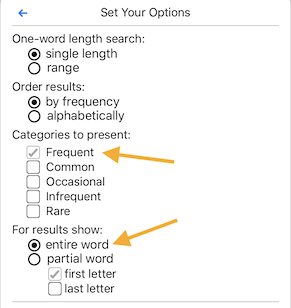 Set Your Options
One-word length search:
single length
range
Order results:
by frequency
alphabetically
Categories to present:
Frequent
Common
Occasional
Infrequent
Rare
For results show:
entire word
partial word
first letter
last letter